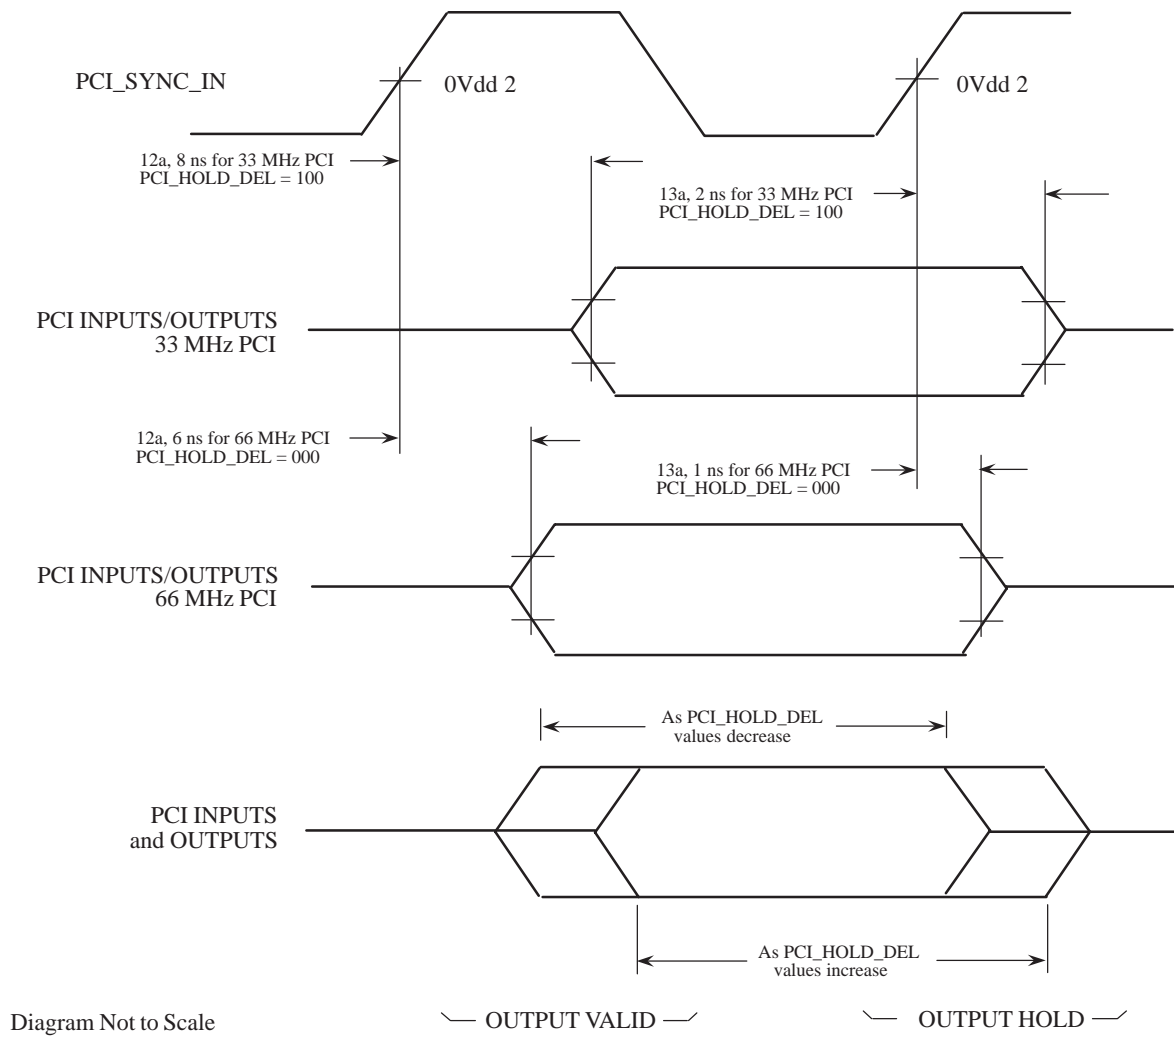 PCI_SYNC_IN
0Vdd 2
0Vdd 2
12a, 8 ns for 33 MHz PCI
PCI_HOLD_DEL = 100
13a, 2 ns for 33 MHz PCI
PCI_HOLD_DEL = 100
PCI INPUTS/OUTPUTS
33 MHz PCI
12a, 6 ns for 66 MHz PCI
PCI_HOLD_DEL = 000
13a, 1 ns for 66 MHz PCI
PCI_HOLD_DEL = 000
PCI INPUTS/OUTPUTS
66 MHz PCI
As PCI_HOLD_DEL
values decrease
PCI INPUTS
and OUTPUTS
As PCI_HOLD_DEL
values increase
Diagram Not to Scale
OUTPUT VALID
OUTPUT HOLD